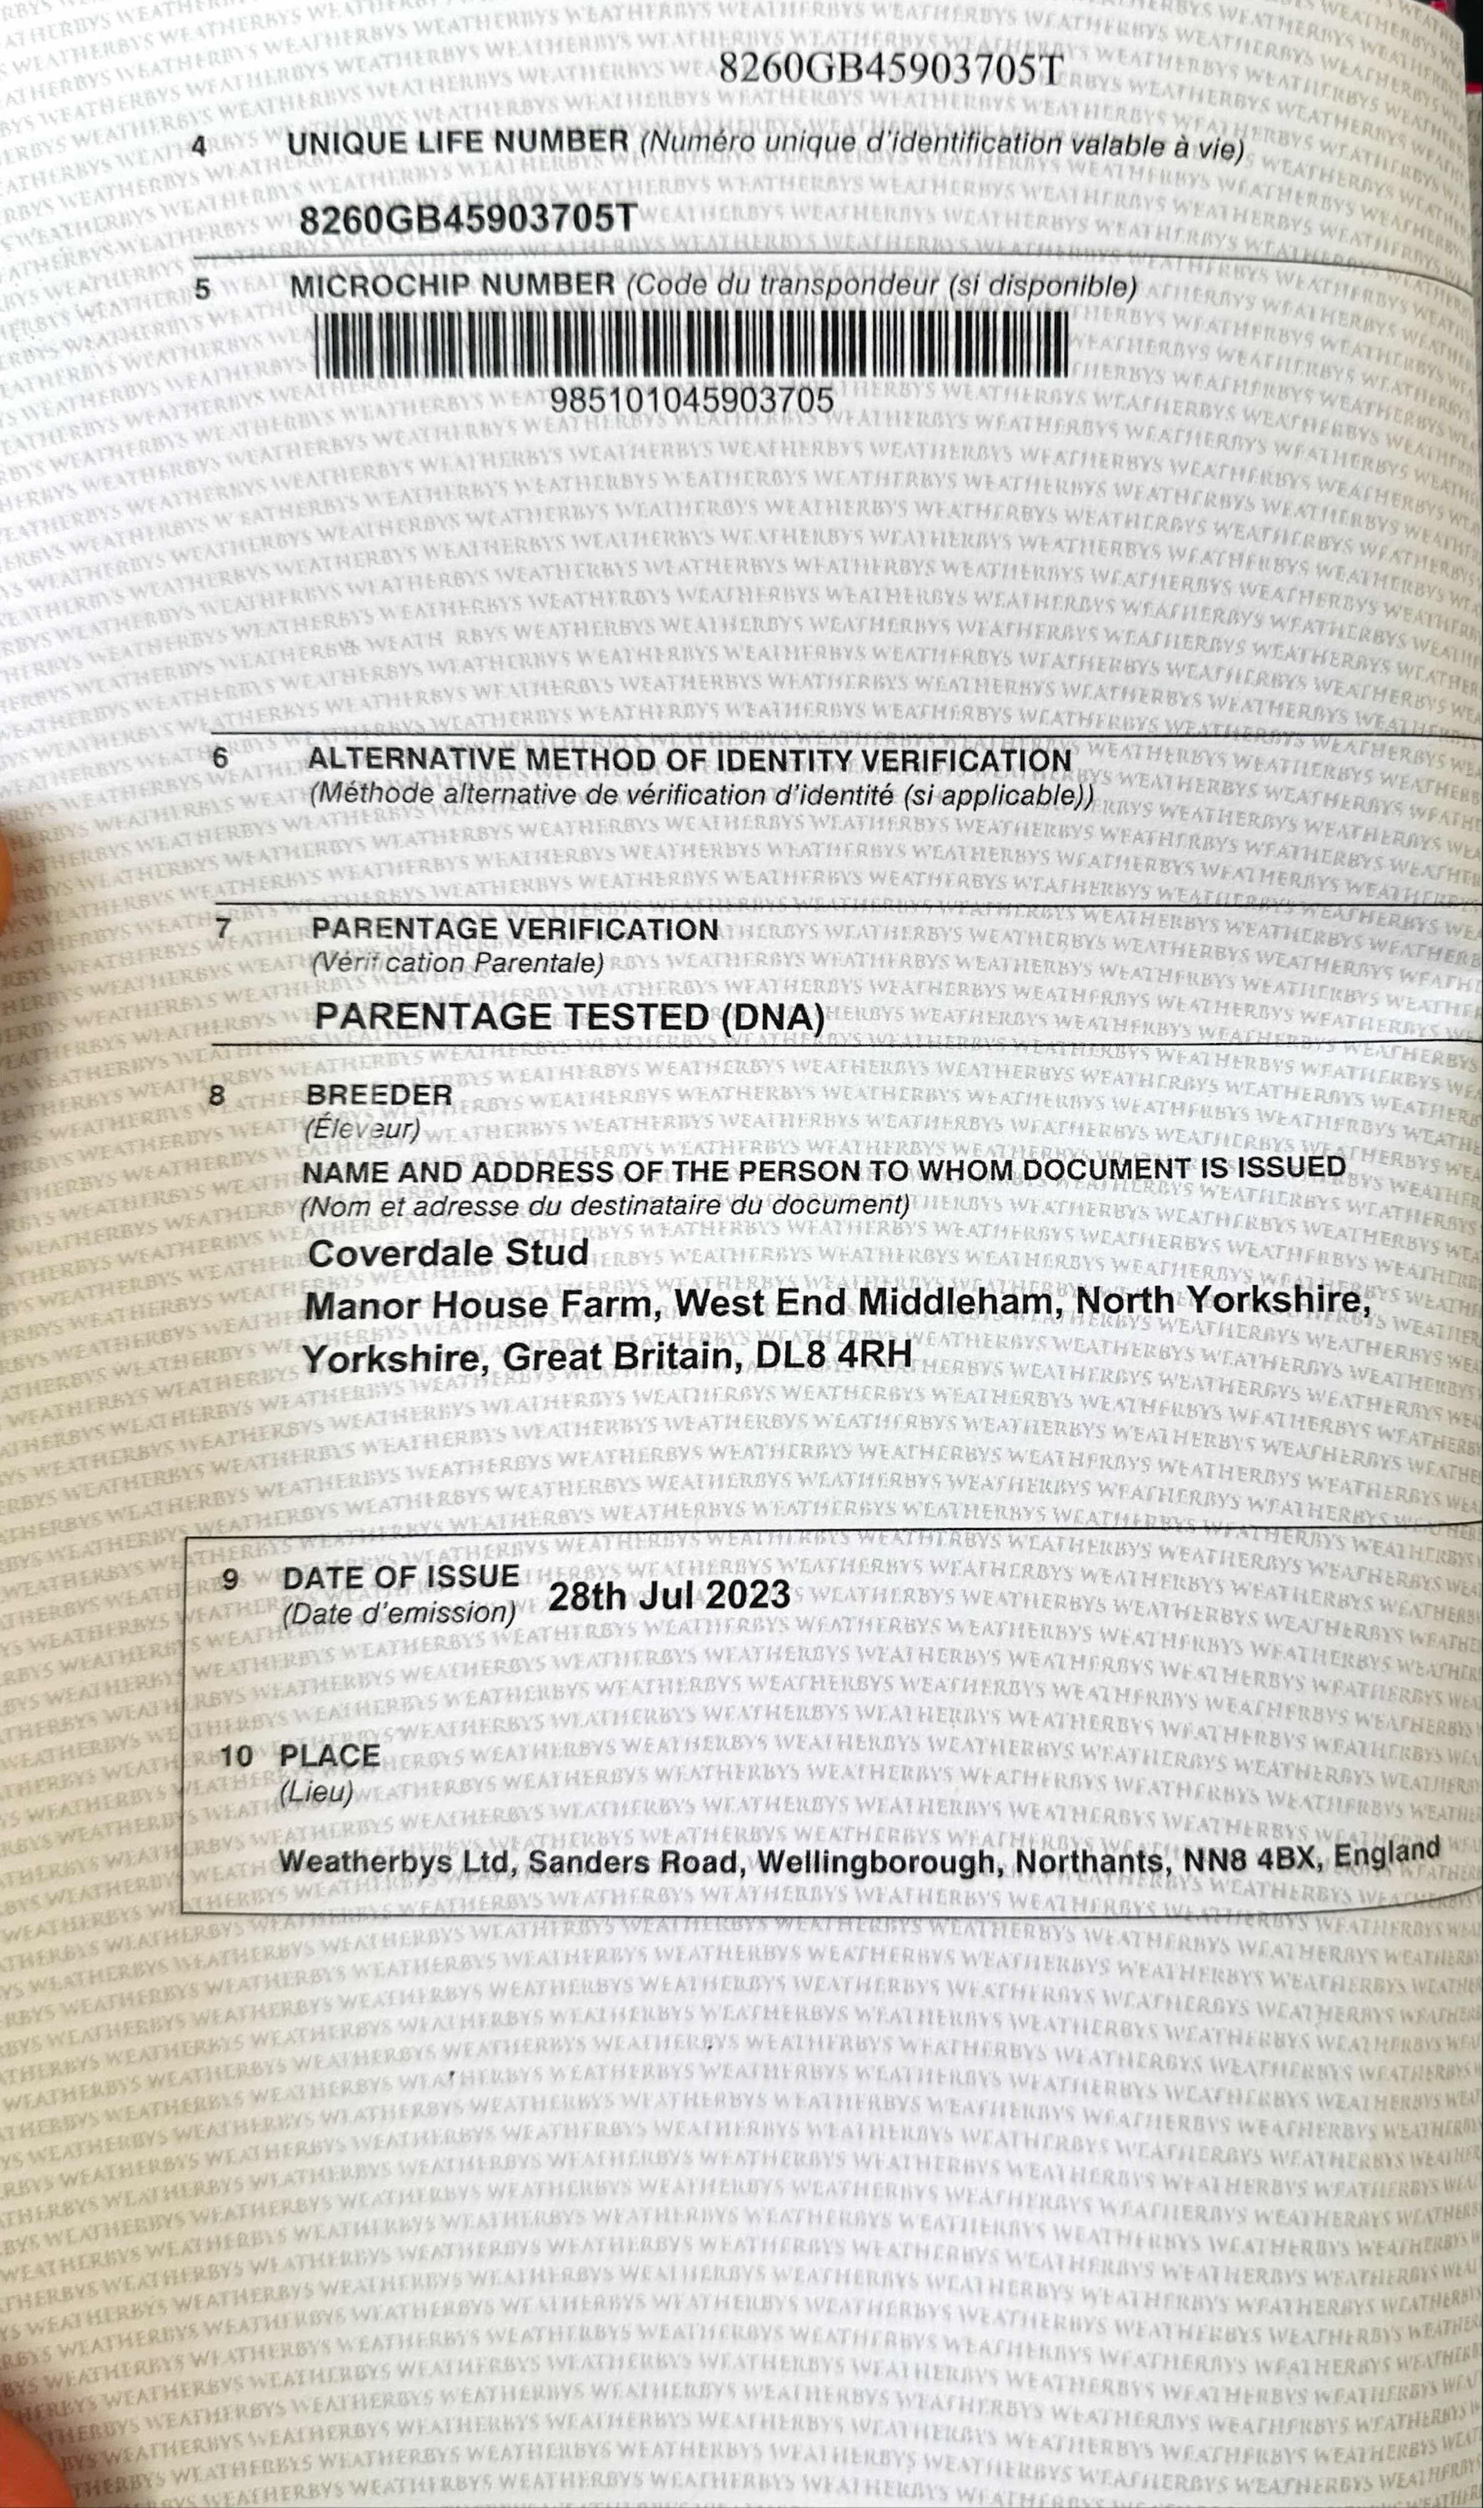 8260GB45903705T
4 UNIQUE LIFE NUMBER (Numéro unique d'identification valable à vie)
8260GB45903705T
5 MICROCHIP NUMBER (Code du transpondeur (si disponible)
985101045903705
6 ALTERNATIVE METHOD OF IDENTITY VERIFICATION
(Méthode alternative de vérification d'identité (si applicable))
7 PARENTAGE VERIFICATION
(Vérification Parentale)
PARENTAGE TESTED (DNA)
8 BREEDER
(Éleveur)
NAME AND ADDRESS OF THE PERSON TO WHOM DOCUMENT IS ISSUED
(Nom et adresse du destinataire du document)
Coverdale Stud
Manor House Farm, West End Middleham, North Yorkshire,
Yorkshire, Great Britain, DL8 4RH
9 DATE OF ISSUE 28th Jul 2023
(Date d'emission)
10 PLACE
(Lieu)
Weatherbys Ltd, Sanders Road, Wellingborough, Northants, NN8 4BX, England